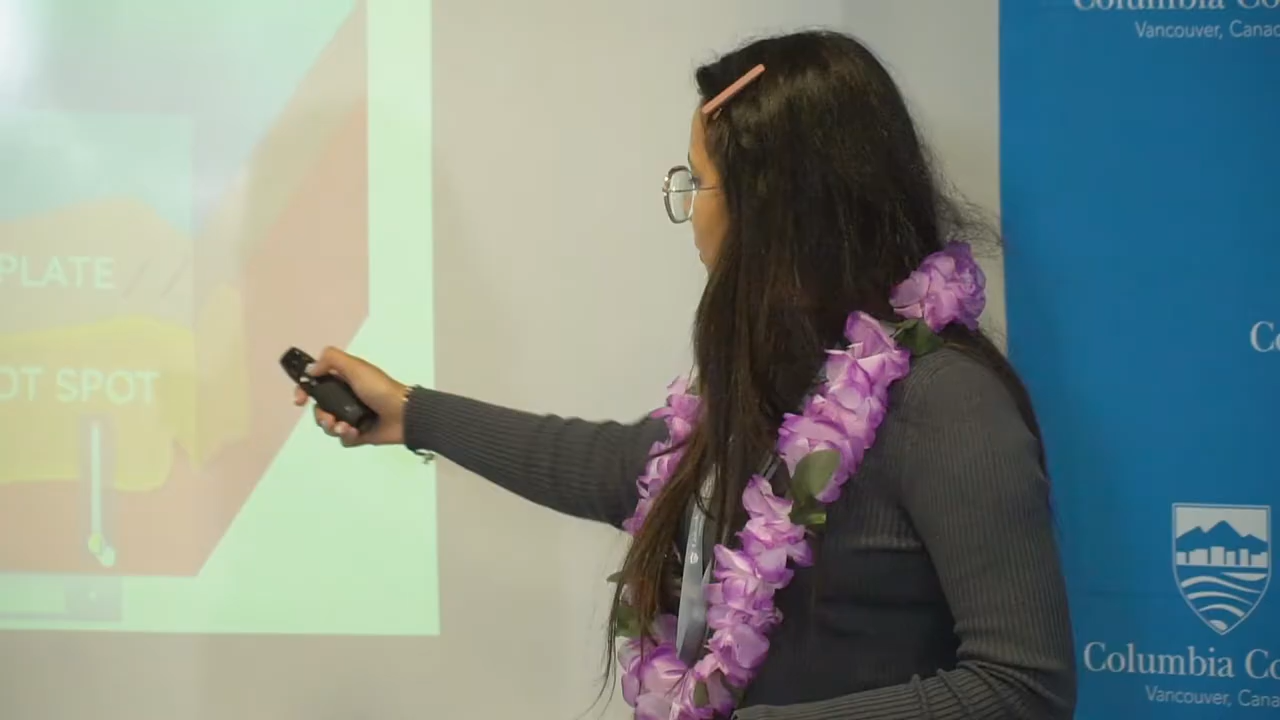 PLATE
OT SPOT
Columbia Co
Vancouver, Canad
Co
Columbia Co
Vancouver, Cana